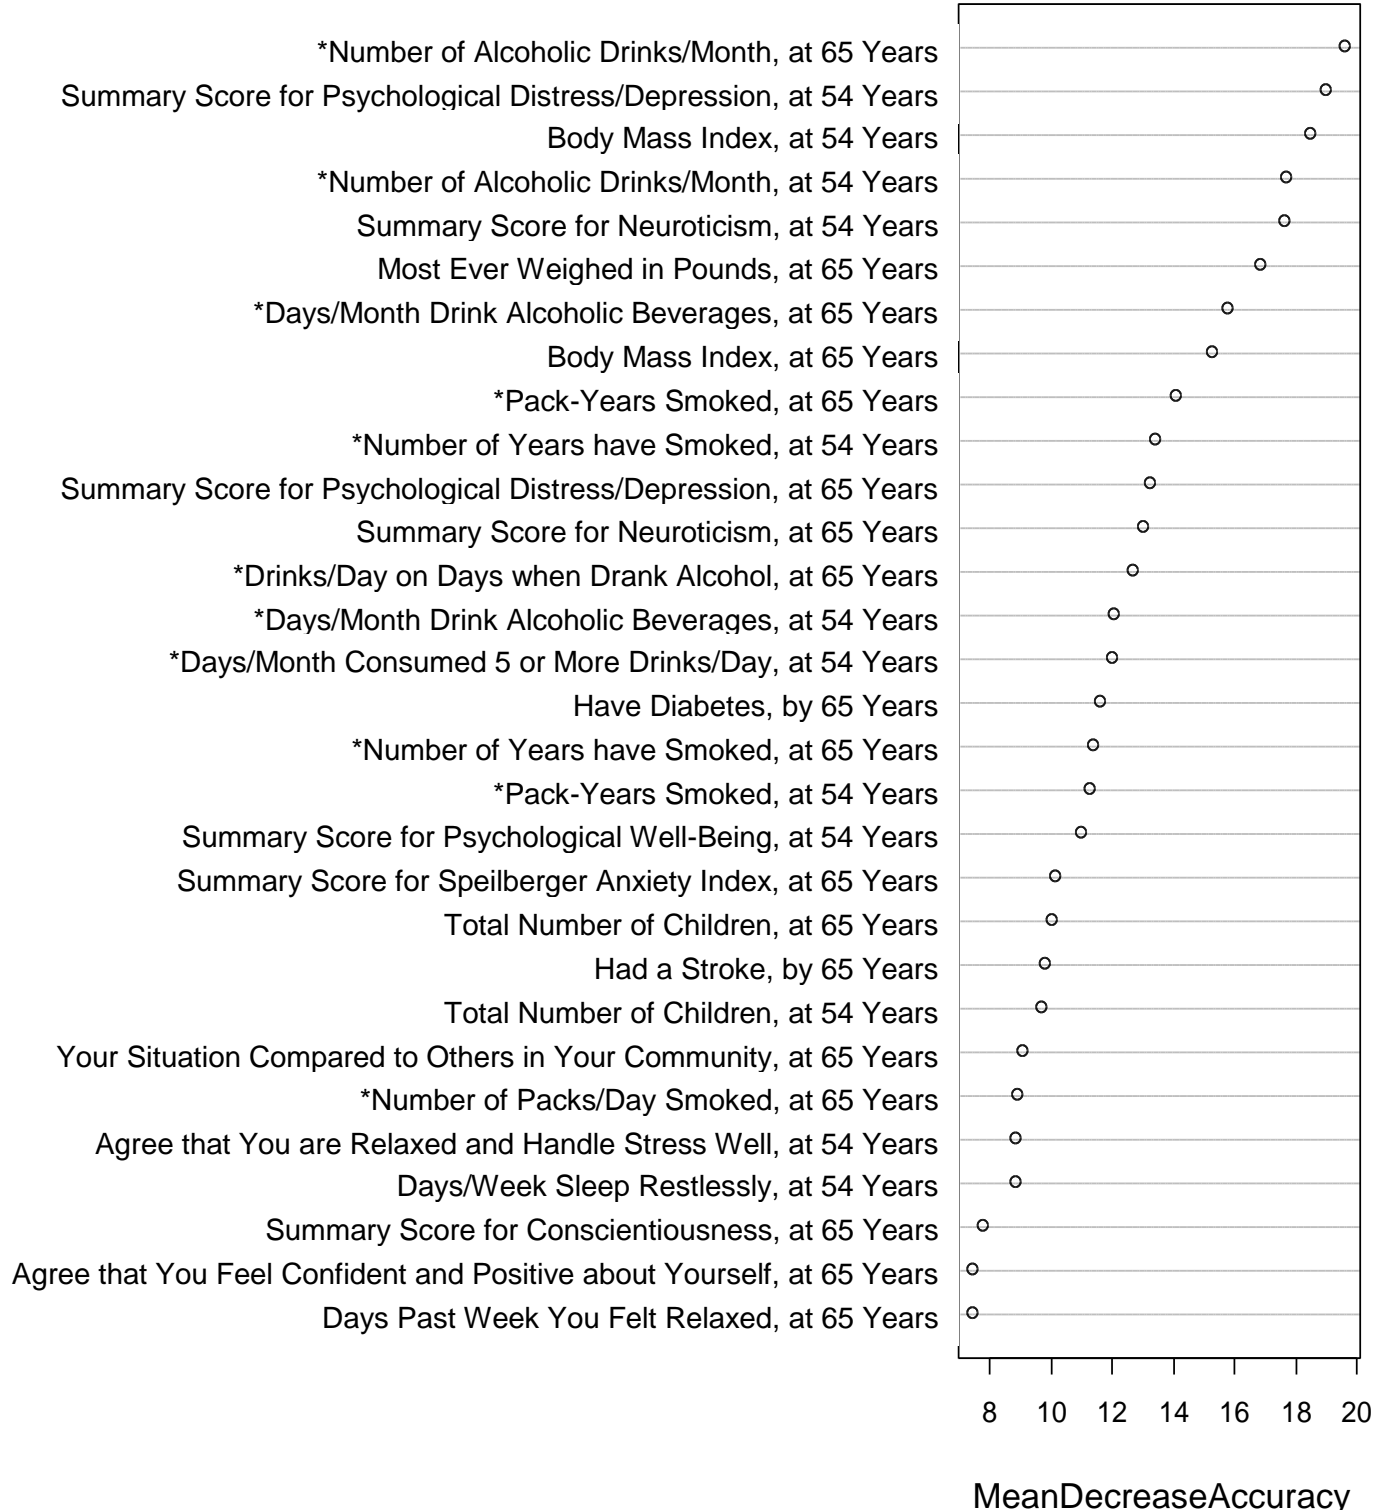 *Number of Alcoholic Drinks/Month, at 65 Years
Summary Score for Psychological Distress/Depression, at 54 Years
Body Mass Index, at 54 Years
*Number of Alcoholic Drinks/Month, at 54 Years
Summary Score for Neuroticism, at 54 Years
Most Ever Weighed in Pounds, at 65 Years
*Days/Month Drink Alcoholic Beverages, at 65 Years
Body Mass Index, at 65 Years
*Pack-Years Smoked, at 65 Years
*Number of Years have Smoked, at 54 Years
Summary Score for Psychological Distress/Depression, at 65 Years
Summary Score for Neuroticism, at 65 Years
*Drinks/Day on Days when Drank Alcohol, at 65 Years
*Days/Month Drink Alcoholic Beverages, at 54 Years
*Days/Month Consumed 5 or More Drinks/Day, at 54 Years
Have Diabetes, by 65 Years
*Number of Years have Smoked, at 65 Years
*Pack-Years Smoked, at 54 Years
Summary Score for Psychological Well-Being, at 54 Years
Summary Score for Speilberger Anxiety Index, at 65 Years
Total Number of Children, at 65 Years
Had a Stroke, by 65 Years
Total Number of Children, at 54 Years
Your Situation Compared to Others in Your Community, at 65 Years
*Number of Packs/Day Smoked, at 65 Years
Agree that You are Relaxed and Handle Stress Well, at 54 Years
Days/Week Sleep Restlessly, at 54 Years
Summary Score for Conscientiousness, at 65 Years
Agree that You Feel Confident and Positive about Yourself, at 65 Years
Days Past Week You Felt Relaxed, at 65 Years
8 10 12 14 16 18 20
MeanDecreaseAccuracy